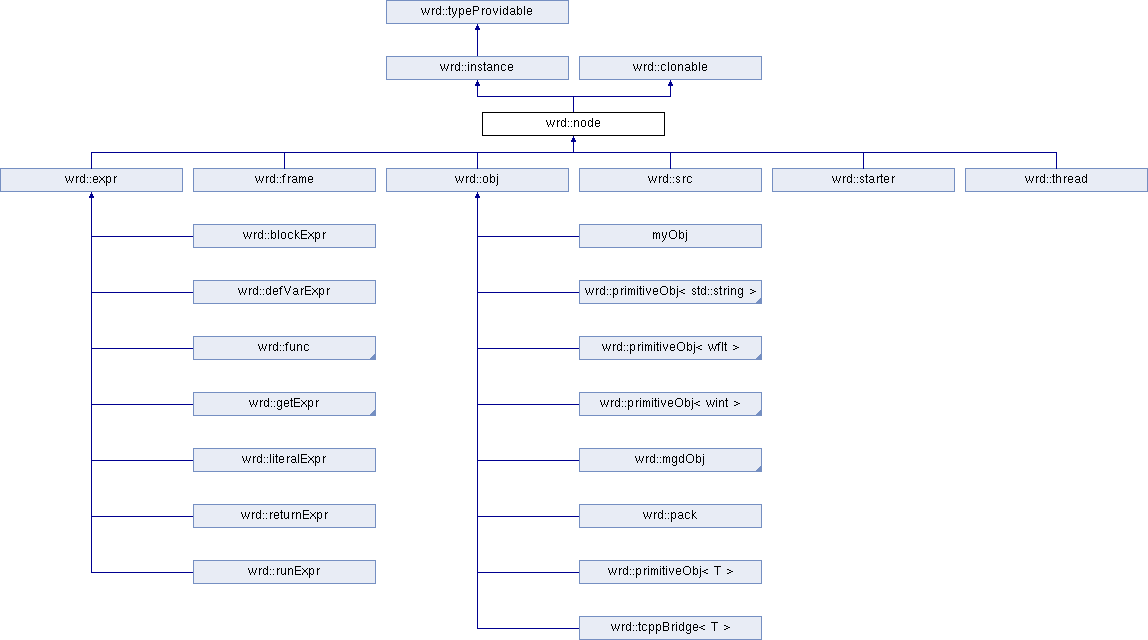 wrd::typeProvidable
wrd::instance
wrd::clonable
wrd::node
wrd::expr
wrd::frame
wrd::obj
wrd::src
wrd::starter
wrd::thread
wrd::blockExpr
myObj
wrd::defVarExpr
wrd::primitiveObj< std::string >
wrd::func
wrd::primitiveObj< wflt >
wrd::getExpr
wrd::primitiveObj< wint >
wrd::literalExpr
wrd::mgdObj
wrd::returnExpr
wrd::pack
wrd::runExpr
wrd::primitiveObj< T >
wrd::tcppBridge< T >